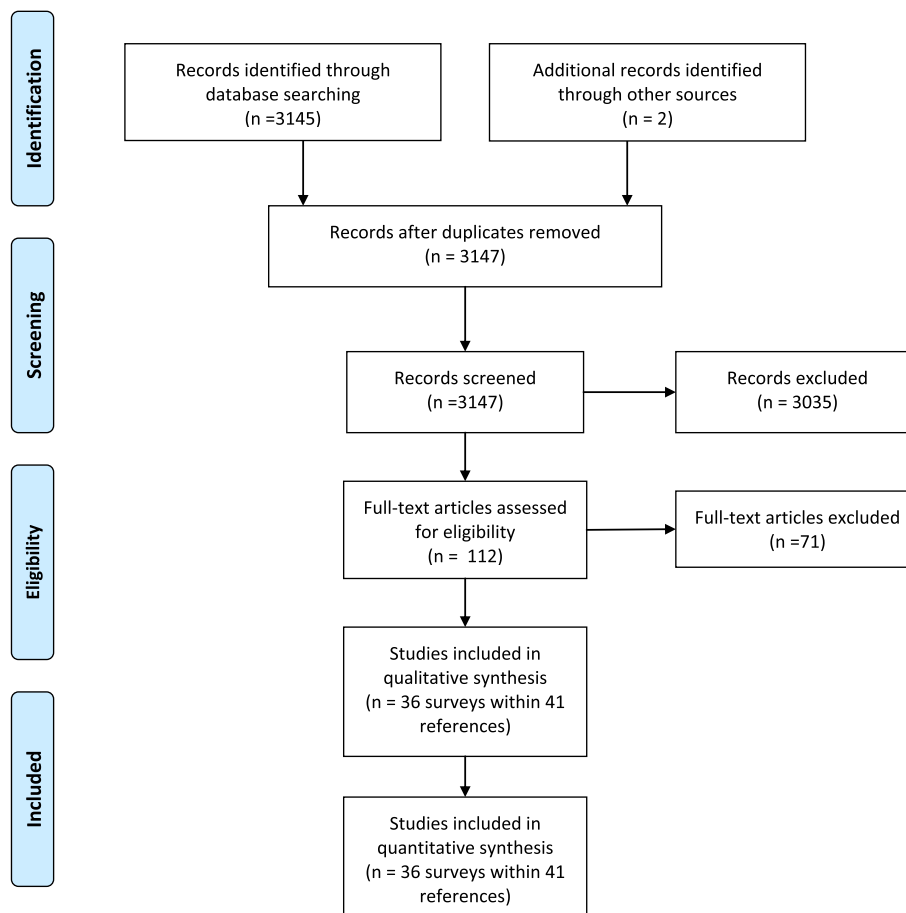 Identification
Records identified through
database searching
(n =3145)
Additional records identified
through other sources
(n = 2)
Records after duplicates removed
(n = 3147)
Screening
Records screened
(n =3147)
Records excluded
(n = 3035)
Eligibility
Full-text articles assessed
for eligibility
(n =  112)
Full-text articles excluded
(n =71)
Studies included in
qualitative synthesis
(n = 36 surveys within 41
references)
Included
Studies included in
quantitative synthesis
(n = 36 surveys within 41
references)